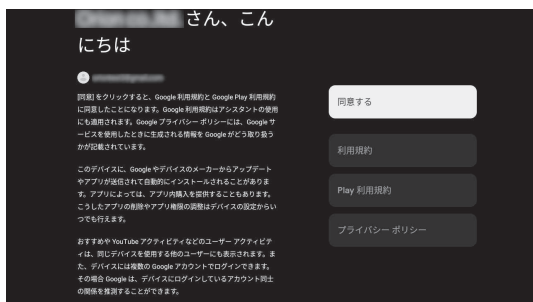 さん、こん
にちは
[同意] をクリックすると、Google 利用規約と Google Play 利用規約
に同意したことになります。Google 利用規約はアシスタントの使用
にも適用されます。Google プライバシー ポリシーには、Google サ
ービスを使用したときに生成される情報を Google がどう取り扱う
かが記載されています。
このデバイスに、Google やデバイスのメーカーからアップデート
やアプリが送信されて自動的にインストールされることがありま
す。アプリによっては、アプリ内購入を提供することもあります。
こうしたアプリの削除やアプリ権限の調整はデバイスの設定からい
つでも行えます。
おすすめや YouTube アクティビティなどのユーザー アクティビテ
ィは、同じデバイスを使用する他のユーザーにも表示されます。ま
た、デバイスには複数の Google アカウントでログインできます。
その場合 Google は、デバイスにログインしているアカウント同士
の関係を推測することができます。
同意する
利用規約
Play 利用規約
プライバシー ポリシー